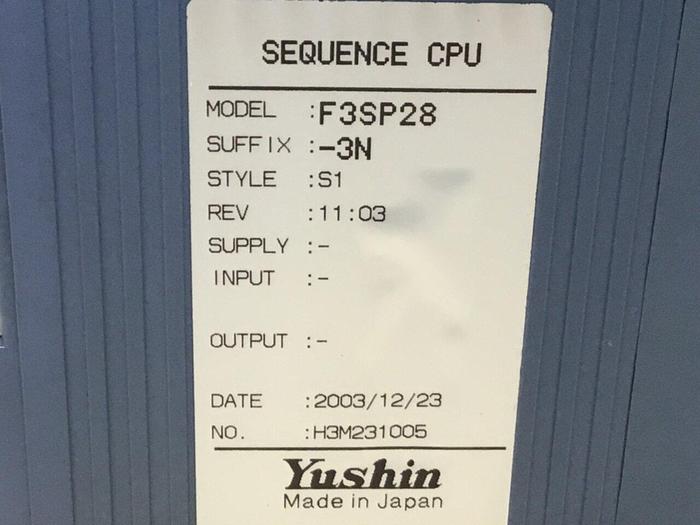 SEQUENCE CPU
MODEL :F3SP28
SUFFIX :-3N
STYLE :S1
REV :11:03
SUPPLY :-
INPUT :-
OUTPUT :-
DATE :2003/12/23
NO. :H3M231005
Yushin
Made in Japan